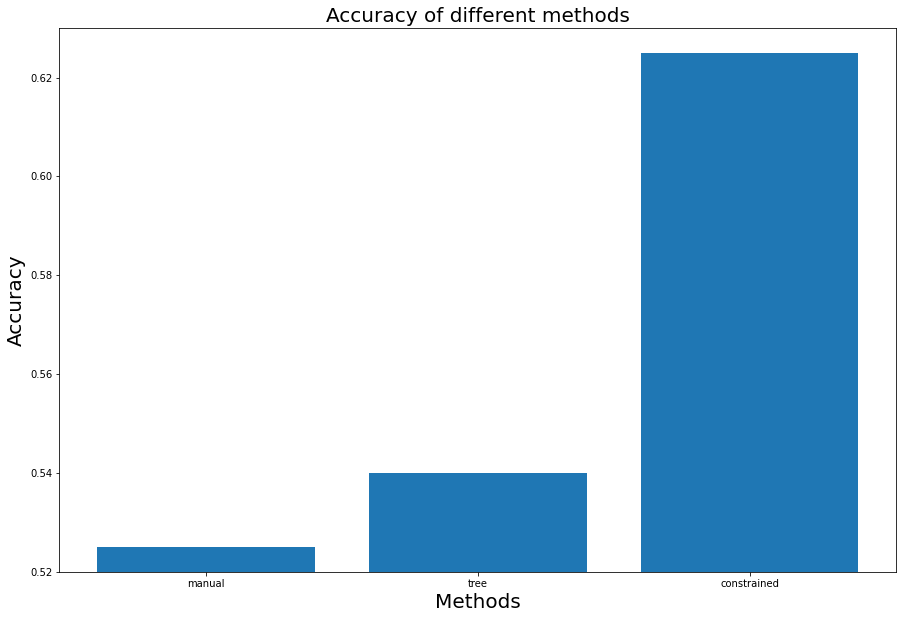 Accuracy of different methods
Accuracy
0.62
0.60
0.58
0.56
0.54
0.52
manual
tree
constrained
Methods